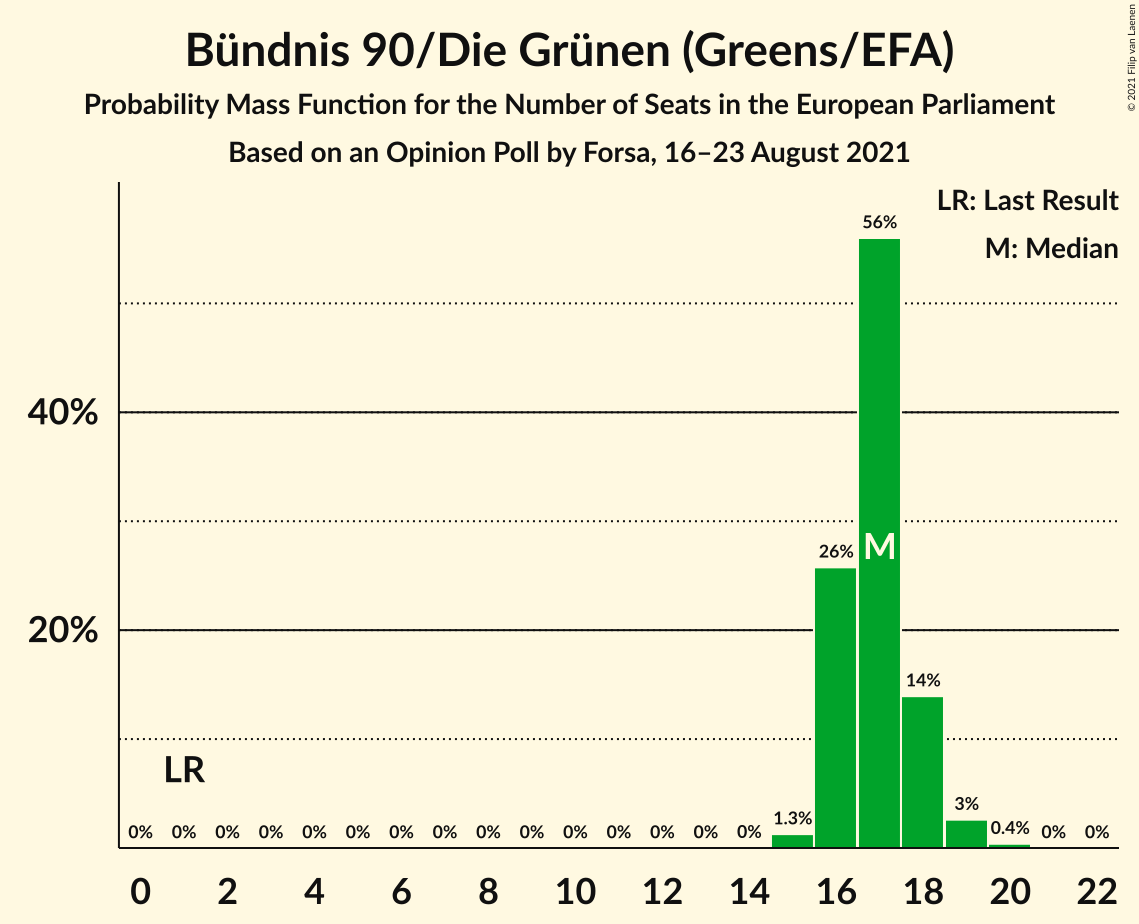 Bündnis 90/Die Grünen (Greens/EFA)
Probability Mass Function for the Number of Seats in the European Parliament
Based on an Opinion Poll by Forsa, 16–23 August 2021
© 2021 Filip van Laenen
LR: Last Result
M: Median
56%
40%
26%
M
20%
14%
LR
0% 0% 0% 0% 0% 0% 0% 0% 0% 0% 0% 0% 0% 0% 0% 1.3% 3% 0.4% 0% 0%
0 2 4 6 8 10 12 14 16 18 20 22